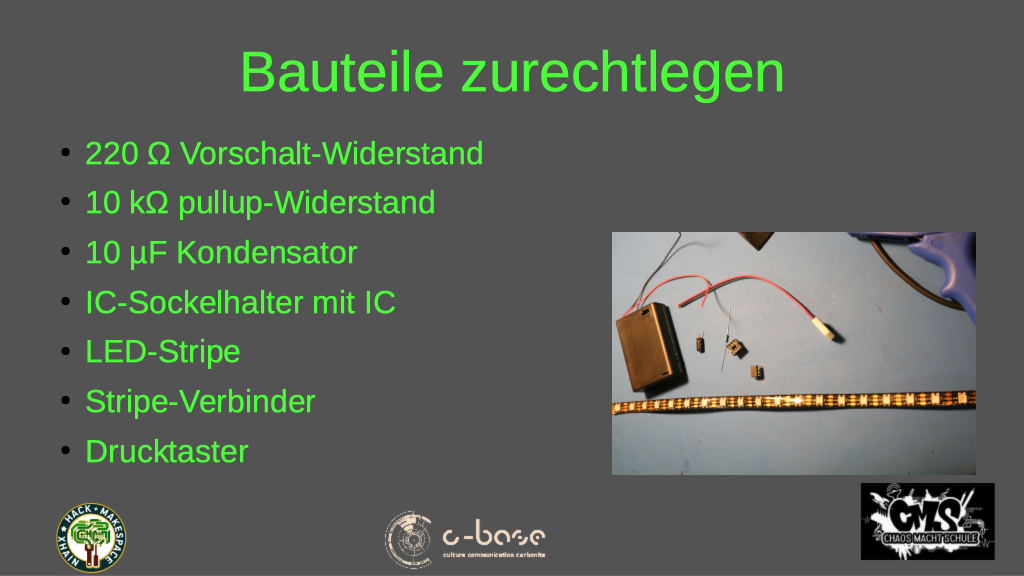 Bauteile zurechtlegen
• 220 Ω Vorschalt-Widerstand
• 10 kΩ pullup-Widerstand
• 10 µF Kondensator
• IC-Sockelhalter mit IC
• LED-Stripe
• Stripe-Verbinder
• Drucktaster
HACK + MAKESPACE
XHAIN
c-base
culture communication carbonite
CMS
CHAOS MACHT SCHULE